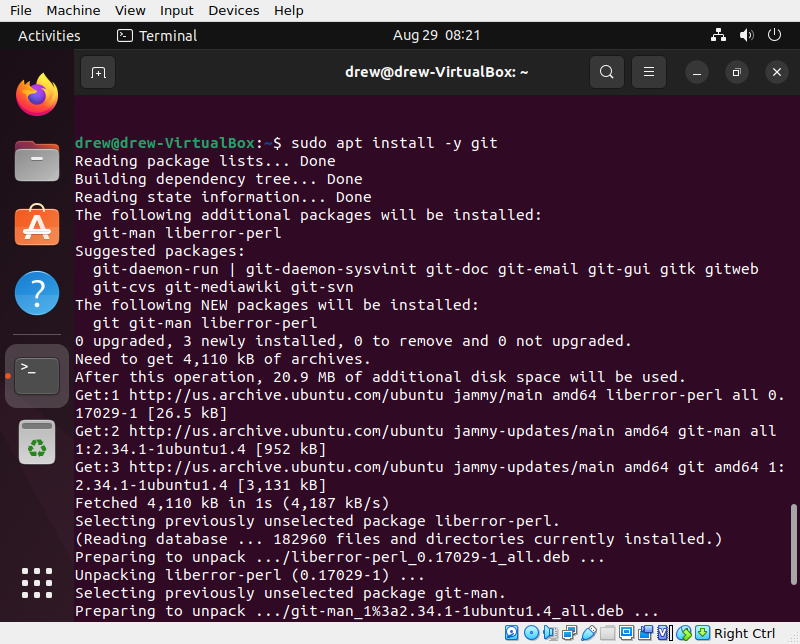 File Machine View Input Devices Help
Activities Terminal Aug 29 08:21
drew@drew-VirtualBox: ~
drew@drew-VirtualBox:~$ sudo apt install -y git
Reading package lists... Done
Building dependency tree... Done
Reading state information... Done
The following additional packages will be installed:
  git-man liberror-perl
Suggested packages:
  git-daemon-run | git-daemon-sysvinit git-doc git-email git-gui gitk gitweb
  git-cvs git-mediawiki git-svn
The following NEW packages will be installed:
  git git-man liberror-perl
0 upgraded, 3 newly installed, 0 to remove and 0 not upgraded.
Need to get 4,110 kB of archives.
After this operation, 20.9 MB of additional disk space will be used.
Get:1 http://us.archive.ubuntu.com/ubuntu jammy/main amd64 liberror-perl all 0.
17029-1 [26.5 kB]
Get:2 http://us.archive.ubuntu.com/ubuntu jammy-updates/main amd64 git-man all
1:2.34.1-1ubuntu1.4 [952 kB]
Get:3 http://us.archive.ubuntu.com/ubuntu jammy-updates/main amd64 git amd64 1:
2.34.1-1ubuntu1.4 [3,131 kB]
Fetched 4,110 kB in 1s (4,187 kB/s)
Selecting previously unselected package liberror-perl.
(Reading database ... 182960 files and directories currently installed.)
Preparing to unpack .../liberror-perl_0.17029-1_all.deb ...
Unpacking liberror-perl (0.17029-1) ...
Selecting previously unselected package git-man.
Preparing to unpack .../git-man_1%3a2.34.1-1ubuntu1.4_all.deb ...
Right Ctrl